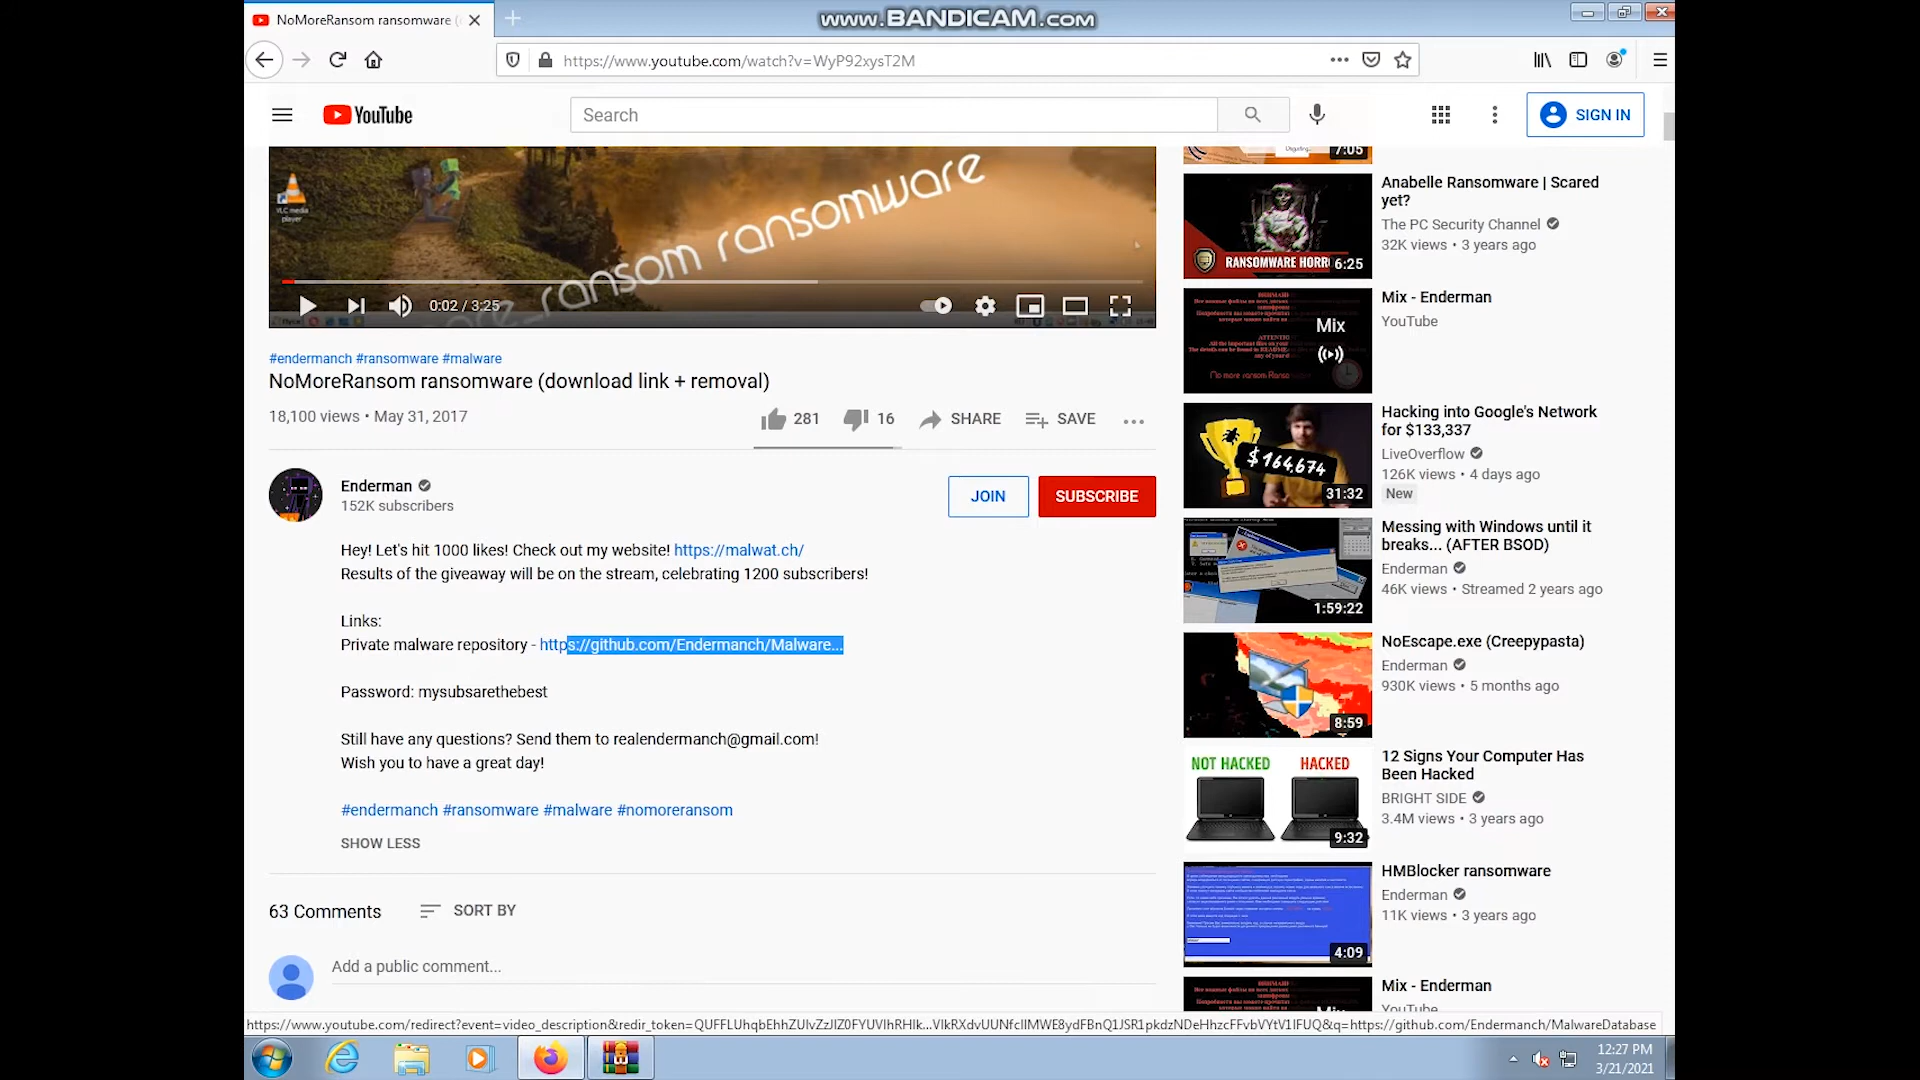 NoMoreRansom ransomware (
www.BANDICAM.com
https://www.youtube.com/watch?v=WyP92xysT2M
YouTube
Search
SIGN IN
VLC media
player
ransom ransomware
0:02 / 3:25
#endermanch #ransomware #malware
NoMoreRansom ransomware (download link + removal)
18,100 views • May 31, 2017
281
16
SHARE
SAVE
Enderman
152K subscribers
JOIN
SUBSCRIBE
Hey! Let's hit 1000 likes! Check out my website! https://malwat.ch/
Results of the giveaway will be on the stream, celebrating 1200 subscribers!
Links:
Private malware repository - https://github.com/Endermanch/Malware...
Password: mysubsarethebest
Still have any questions? Send them to realendermanch@gmail.com!
Wish you to have a great day!
#endermanch #ransomware #malware #nomoreransom
SHOW LESS
63 Comments
SORT BY
Add a public comment...
7:05
RANSOMWARE HORR
6:25
Anabelle Ransomware | Scared
yet?
The PC Security Channel
32K views • 3 years ago
Mix
Mix - Enderman
YouTube
$164,674
31:32
Hacking into Google's Network
for $133,337
LiveOverflow
126K views • 4 days ago
New
1:59:22
Messing with Windows until it
breaks... (AFTER BSOD)
Enderman
46K views • Streamed 2 years ago
8:59
NoEscape.exe (Creepypasta)
Enderman
930K views • 5 months ago
NOT HACKED
HACKED
9:32
12 Signs Your Computer Has
Been Hacked
BRIGHT SIDE
3.4M views • 3 years ago
4:09
HMBlocker ransomware
Enderman
11K views • 3 years ago
Mix - Enderman
YouTube
12:27 PM
3/21/2021